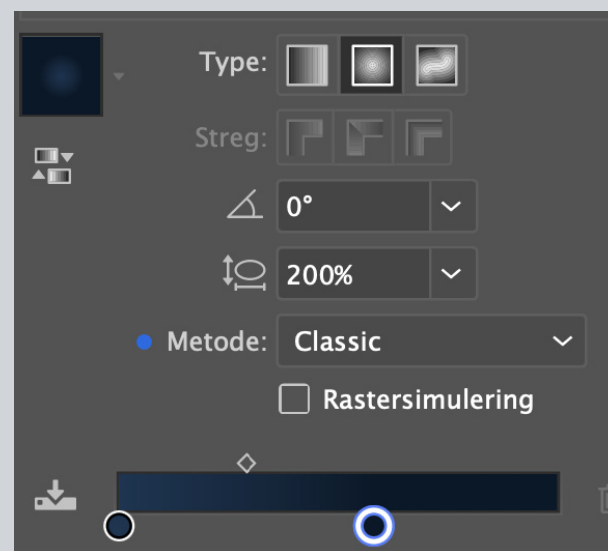 Type:
Streg:
0°
200%
Metode: Classic
Rastersimulering